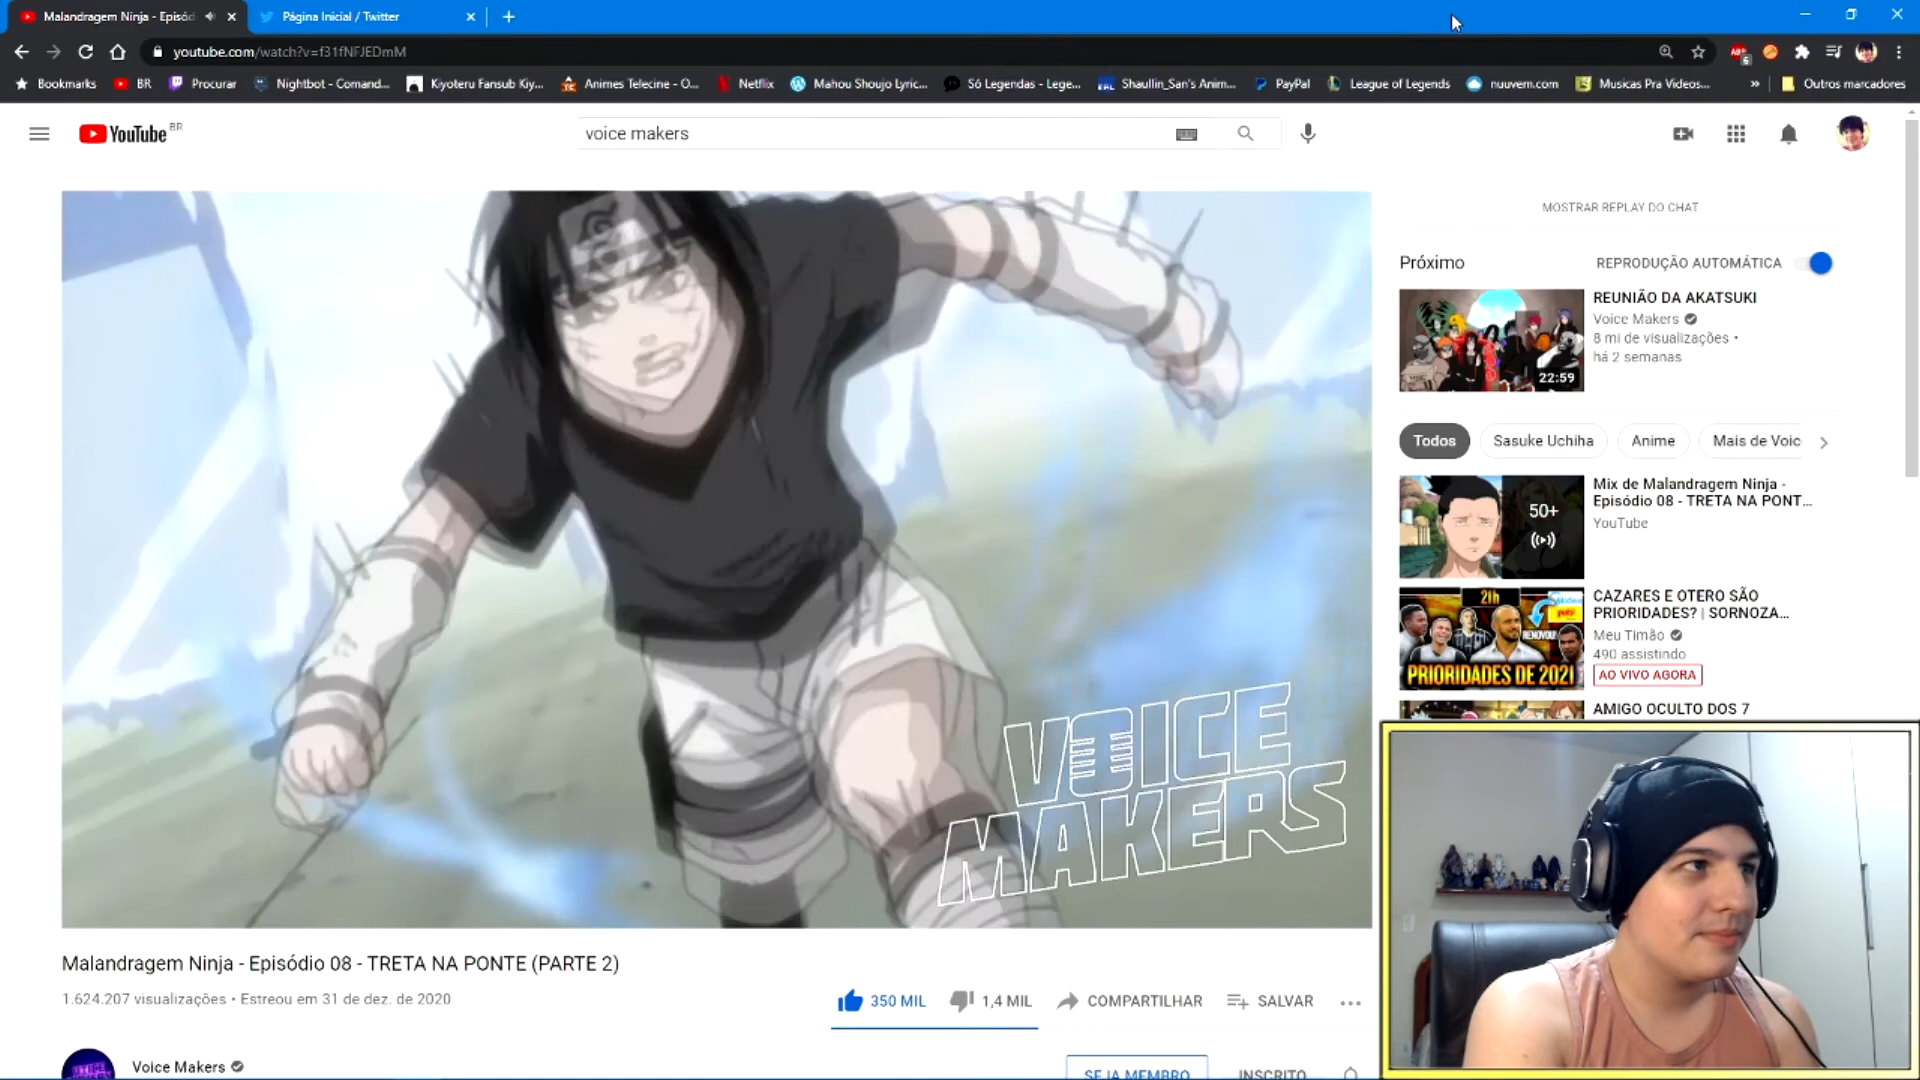 Malandragem Ninja - Episód
Página Inicial / Twitter
youtube.com/watch?v=f31fNFJEDmM
Bookmarks
BR
Procurar
Nightbot - Comand...
Kiyoteru Fansub Kiy...
Animes Telecine - O...
Netflix
Mahou Shoujo Lyric...
Só Legendas - Lege...
Shaullin_San's Anim...
PayPal
League of Legends
nuuvem.com
Musicas Pra Videos...
Outros marcadores
YouTube BR
voice makers
MOSTRAR REPLAY DO CHAT
Próximo
REPRODUÇÃO AUTOMÁTICA
REUNIÃO DA AKATSUKI
Voice Makers
8 mi de visualizações •
há 2 semanas
22:59
Todos
Sasuke Uchiha
Anime
Mais de Voic
50+
Mix de Malandragem Ninja -
Episódio 08 - TRETA NA PONT...
YouTube
21h
RENOVOU
PRIORIDADES DE 2021
CAZARES E OTERO SÃO
PRIORIDADES? | SORNOZA...
Meu Timão
490 assistindo
AO VIVO AGORA
AMIGO OCULTO DOS 7
VOICE
MAKERS
Malandragem Ninja - Episódio 08 - TRETA NA PONTE (PARTE 2)
1.624.207 visualizações • Estreou em 31 de dez. de 2020
350 MIL
1,4 MIL
COMPARTILHAR
SALVAR
Voice Makers
SEJA MEMBRO
INSCRITO